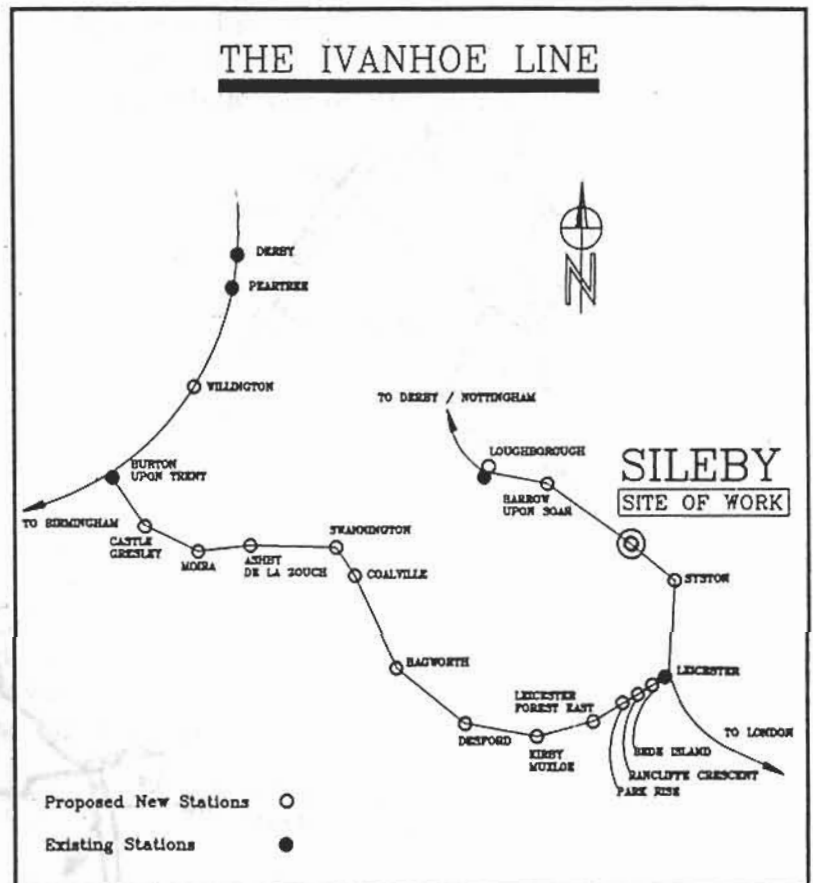 THE IVANHOE LINE
DERBY
PEARTREE
N
WILLINGTON
TO DERBY / NOTTINGHAM
LOUGHBOROUGH
BURTON
UPON TRENT
BARROW
UPON SOAR
SILEBY
SITE OF WORK
TO BIRMINGHAM
CASTLE
GRESLEY
MOIRA
ASHBY
DE LA ZOUCH
SWANNINGTON
COALVILLE
SYSTON
BAGWORTH
LEICESTER
LEICESTER
FOREST EAST
DESFORD
KIRBY
MUXLOE
TO LONDON
BEDE ISLAND
RANCLIFFE CRESCENT
PARK RISE
Proposed New Stations
Existing Stations